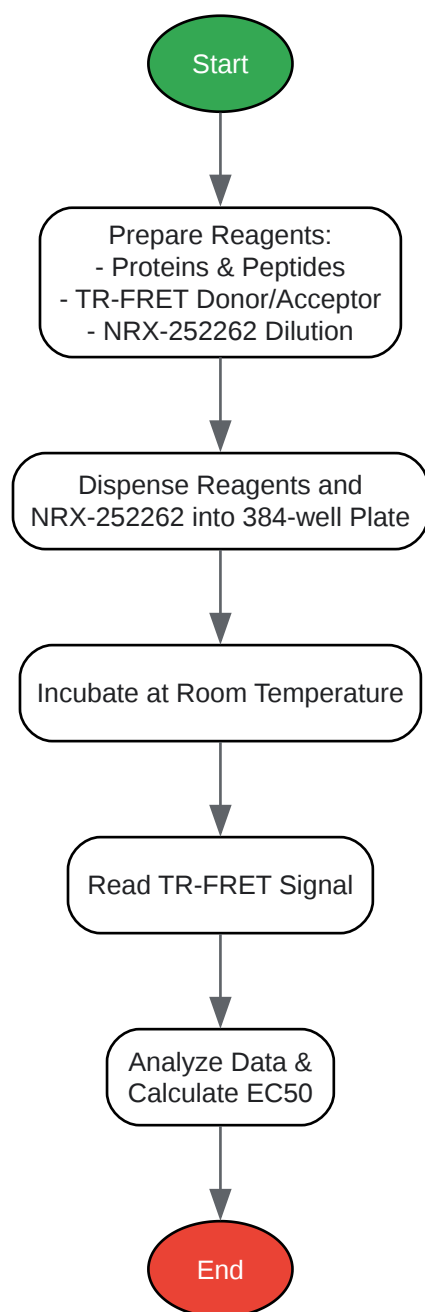 Start
Prepare Reagents:
- Proteins & Peptides
- TR-FRET Donor/Acceptor
- NRX-252262 Dilution
Dispense Reagents and
NRX-252262 into 384-well Plate
Incubate at Room Temperature
Read TR-FRET Signal
Analyze Data &
Calculate EC50
End